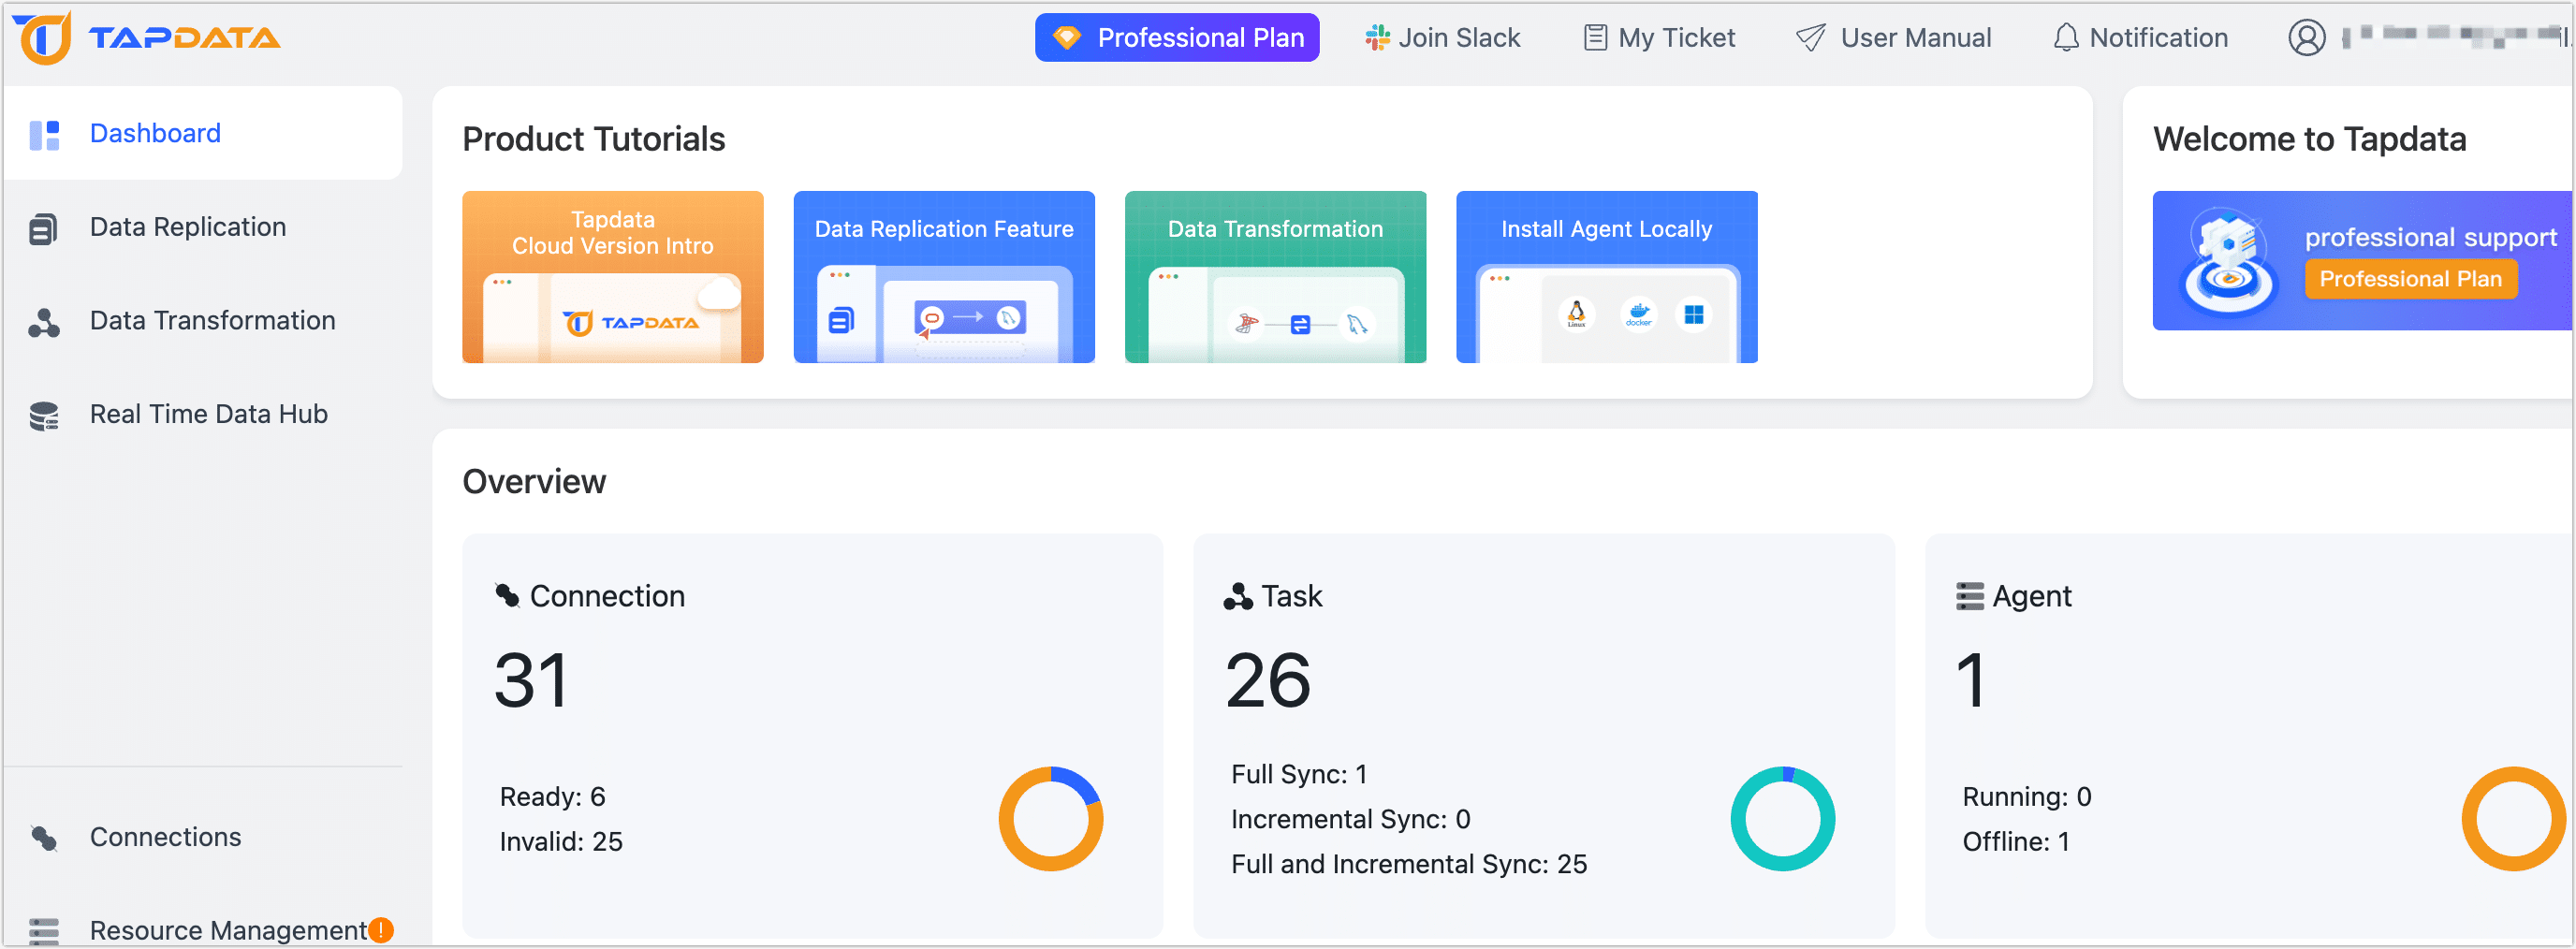 TAPDATA
Professional Plan
Join Slack
My Ticket
User Manual
Notification
Dashboard
Data Replication
Data Transformation
Real Time Data Hub
Connections
Resource Management
!
Product Tutorials
Tapdata
Cloud Version Intro
TAPDATA
Data Replication Feature
Data Transformation
Install Agent Locally
Linux
docker
Welcome to Tapdata
professional support
Professional Plan
Overview
Connection
31
Ready: 6
Invalid: 25
Task
26
Full Sync: 1
Incremental Sync: 0
Full and Incremental Sync: 25
Agent
1
Running: 0
Offline: 1